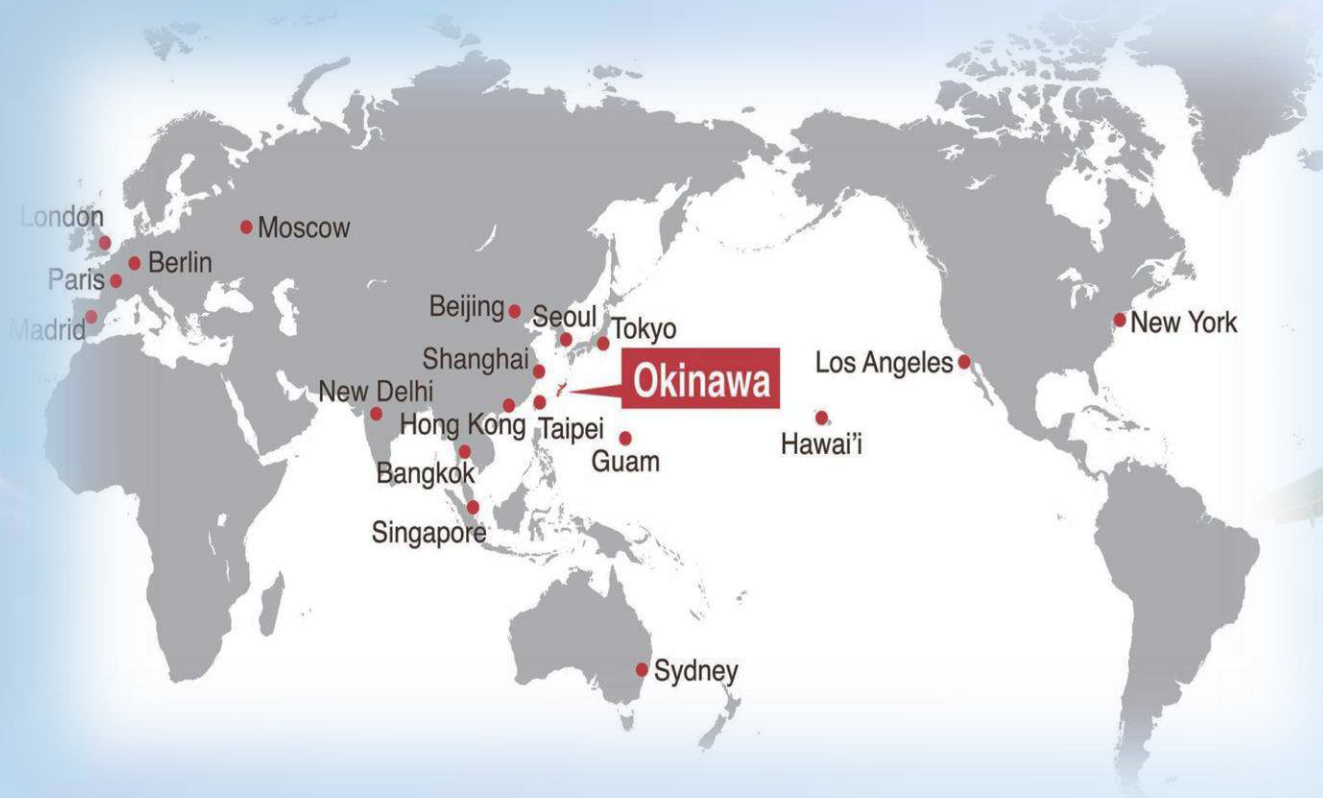 London
Moscow
Berlin
Paris
Beijing
Seoul
Madrid
Tokyo
New York
Shanghai
Los Angeles
Okinawa
New Delhi
Hong Kong
Taipei
Hawai'i
Guam
Bangkok
Singapore
Sydney